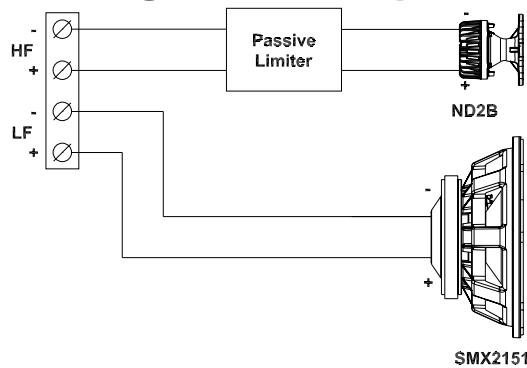 -
HF
+
-
LF
+
Passive
Limiter
-
+
ND2B
-
+
SMX2151